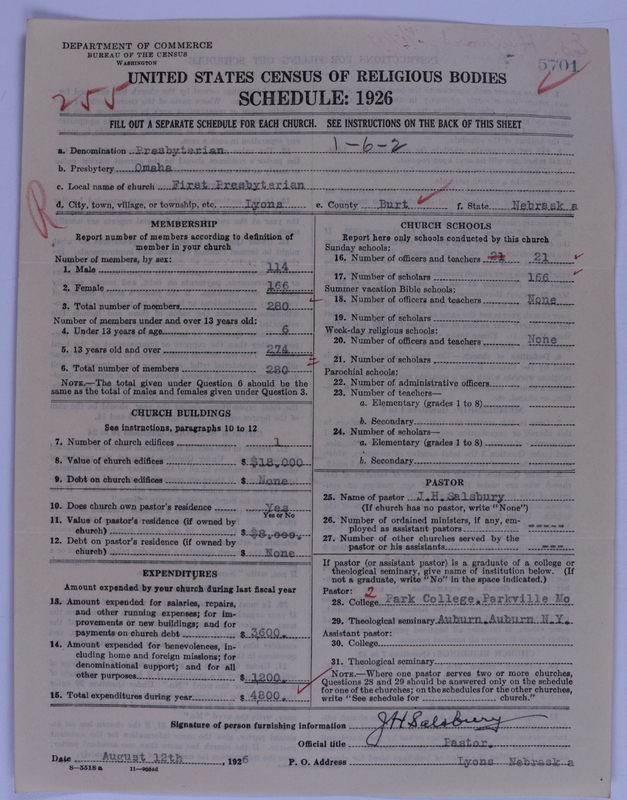 DEPARTMENT OF COMMERCE
BUREAU OF THE CENSUS
WASHINGTON
5701
UNITED STATES CENSUS OF RELIGIOUS BODIES
255
SCHEDULE: 1926
FILL OUT A SEPARATE SCHEDULE FOR EACH CHURCH. SEE INSTRUCTIONS ON THE BACK OF THIS SHEET
1-6-2
a. Denomination Presbyterian
b. Presbytery Omaha
c. Local name of church First Presbyterian
R
d. City, town, village, or township, etc. Lyons e. County Burt f. State Nebrask a
MEMBERSHIP
Report number of members according to definition of
member in your church
Number of members, by sex:
1. Male 114
2. Female 166
3. Total number of members 280
Number of members under and over 13 years old:
4. Under 13 years of age 6
5. 13 years old and over 274
6. Total number of members 280
NOTE.—The total given under Question 6 should be the
same as the total of males and females given under Question 3.
CHURCH BUILDINGS
See instructions, paragraphs 10 to 12
7. Number of church edifices 1
8. Value of church edifices $ $18,000
9. Debt on church edifices $ None
10. Does church own pastor's residence Yes
Yes or No
11. Value of pastor's residence (if owned by
church) $ $8,000.
12. Debt on pastor's residence (if owned by
church) $ None
EXPENDITURES
Amount expended by your church during last fiscal year
13. Amount expended for salaries, repairs,
and other running expenses; for im-
provements or new buildings; and for
payments on church debt $ 3600.
14. Amount expended for benevolences, in-
cluding home and foreign missions; for
denominational support; and for all
other purposes $ 1200.
15. Total expenditures during year $ 4800.
CHURCH SCHOOLS
Report here only schools conducted by this church
Sunday schools:
16. Number of officers and teachers 21 21
17. Number of scholars 166
Summer vacation Bible schools:
18. Number of officers and teachers None
19. Number of scholars
Week-day religious schools:
20. Number of officers and teachers None
21. Number of scholars
Parochial schools:
22. Number of administrative officers
23. Number of teachers—
a. Elementary (grades 1 to 8)
b. Secondary
24. Number of scholars—
a. Elementary (grades 1 to 8)
b. Secondary
PASTOR
25. Name of pastor J.H.Salsbury
(If church has no pastor, write "None")
26. Number of ordained ministers, if any, em-
ployed as assistant pastors -----
27. Number of other churches served by the
pastor or his assistants ---
If pastor (or assistant pastor) is a graduate of a college or
theological seminary, give name of institution below. (If
not a graduate, write "No" in the space indicated.)
Pastor: 2
28. College Park College,Parkville Mo
29. Theological seminary Auburn.Auburn N.Y.
Assistant pastor:
30. College
31. Theological seminary
NOTE.—Where one pastor serves two or more churches,
Questions 28 and 29 should be answered only on the schedule
for one of the churches; on the schedules for the other churches,
write "See schedule for church."
Signature of person furnishing information JHSalsbury
Official title Pastor.
Date August 12th , 1926 P. O. Address Lyons Nebrask a
8—5518 a 11—9664d